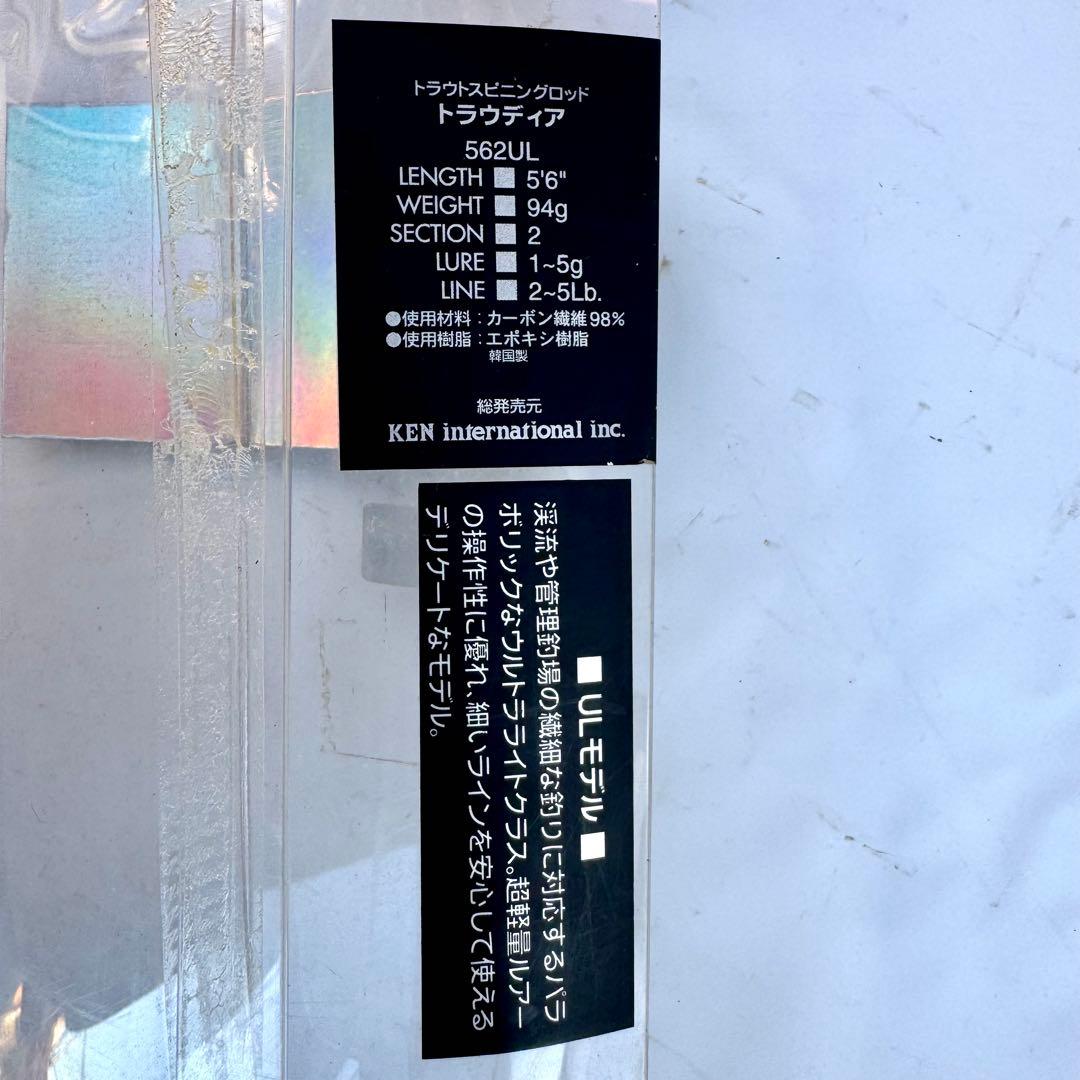 トラウトスピニングロッド
トラウディア
562UL
LENGTH ■ 5'6"
WEIGHT ■ 94g
SECTION ■ 2
LURE ■ 1~5g
LINE ■ 2~5Lb.
●使用材料：カーボン繊維98%
●使用樹脂：エポキシ樹脂
韓国製
総発売元
KEN international inc.
■ULモデル■
渓流や管理釣場の繊細な釣りに対応するパラ
ボリックなウルトラライトクラス。超軽量ルアー
の操作性に優れ、細いラインを安心して使える
デリケートなモデル。